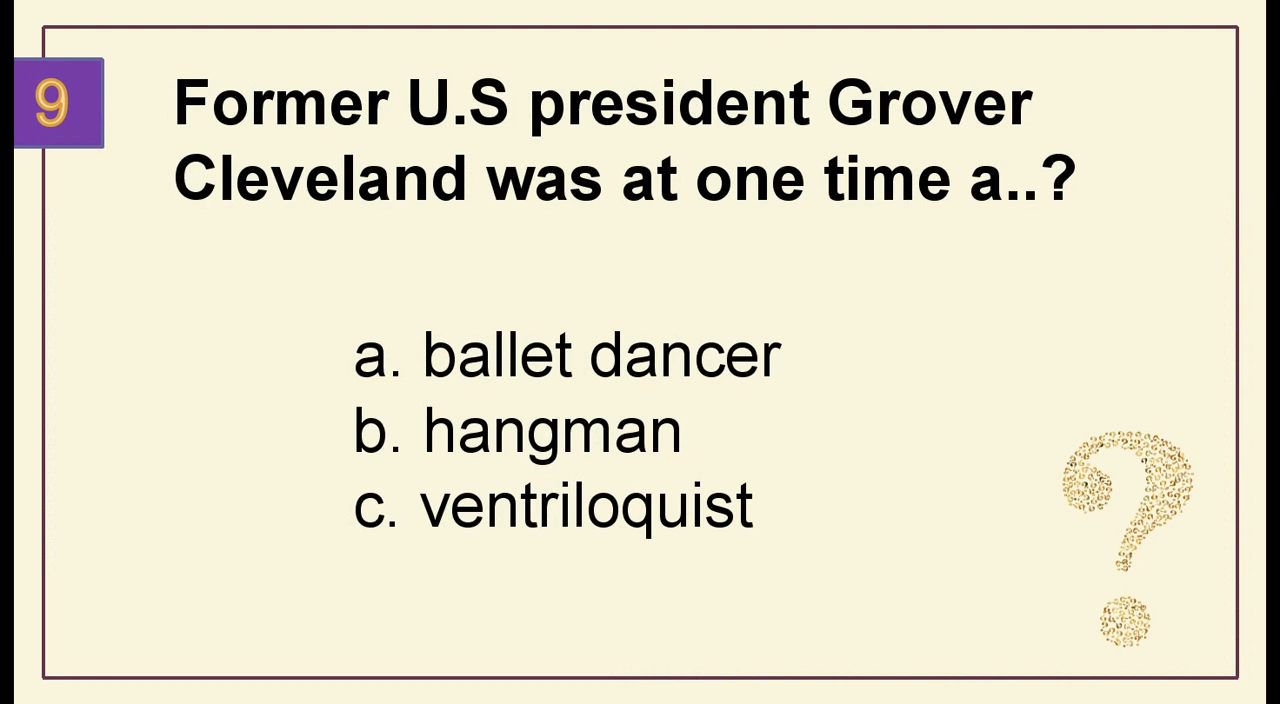 9
Former U.S president Grover
Cleveland was at one time a..?
a. ballet dancer
b. hangman
c. ventriloquist
?